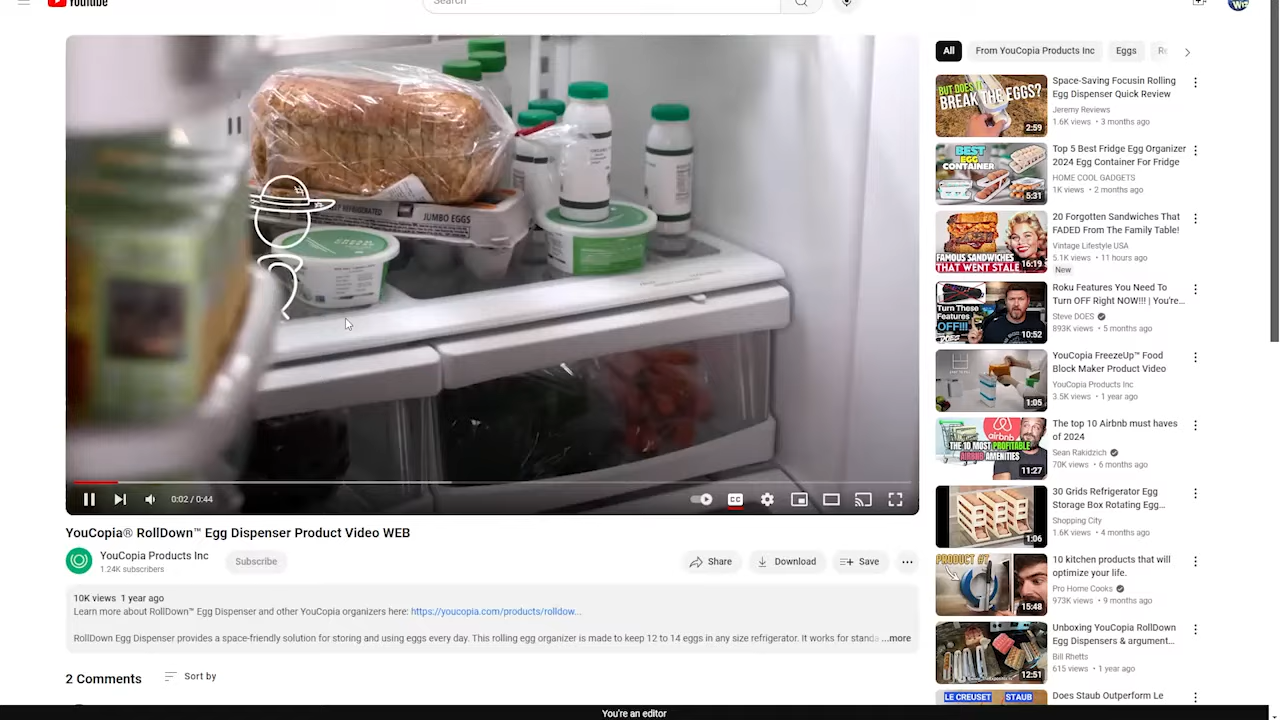 YouTube
Search
All
From YouCopia Products Inc
Eggs
JUMBO EGGS
0:02 / 0:44
CC
YouCopia® RollDown™ Egg Dispenser Product Video WEB
YouCopia Products Inc
1.24K subscribers
Subscribe
Share
Download
Save
10K views 1 year ago
Learn more about RollDown™ Egg Dispenser and other YouCopia organizers here: https://youcopia.com/products/rolldow...
RollDown Egg Dispenser provides a space-friendly solution for storing and using eggs every day. This rolling egg organizer is made to keep 12 to 14 eggs in any size refrigerator. It works for standa ...more
2 Comments
Sort by
BUT DOES IT
BREAK THE EGGS?
2:59
Space-Saving Focusin Rolling
Egg Dispenser Quick Review
Jeremy Reviews
1.6K views • 3 months ago
BEST
EGG
CONTAINER
5:31
Top 5 Best Fridge Egg Organizer
2024 Egg Container For Fridge
HOME COOL GADGETS
1K views • 2 months ago
FAMOUS SANDWICHES
THAT WENT STALE
16:19
20 Forgotten Sandwiches That
FADED From The Family Table!
Vintage Lifestyle USA
5.1K views • 11 hours ago
New
Turn These
Features
OFF!!!
10:52
Roku Features You Need To
Turn OFF Right NOW!!! | You're...
Steve DOES
893K views • 5 months ago
1:05
YouCopia FreezeUp™ Food
Block Maker Product Video
YouCopia Products Inc
3.5K views • 1 year ago
airbnb
THE 10 MOST PROFITABLE
AIRBNB AMENITIES
11:27
The top 10 Airbnb must haves
of 2024
Sean Rakidzich
70K views • 6 months ago
1:06
30 Grids Refrigerator Egg
Storage Box Rotating Egg...
Shopping City
1.6K views • 4 months ago
PRODUCT #7
15:48
10 kitchen products that will
optimize your life.
Pro Home Cooks
973K views • 9 months ago
12:51
Unboxing YouCopia RollDown
Egg Dispensers & argument...
Bill Rhetts
615 views • 1 year ago
LE CREUSET STAUB
Does Staub Outperform Le
You're an editor